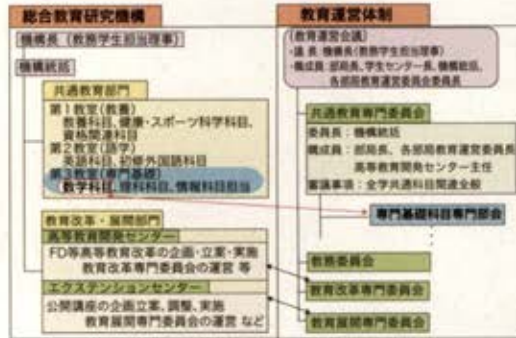 総合教育研究機構
機構長（教務学生担当理事）
機構統括
共通教育部門
第1教室(教養)
教養科目、健康・スポーツ科学科目、
資格関連科目
第2教室(語学)
英語科目、初修外国語科目
第3教室(専門基礎)
(数学科目、理科科目、情報科目担当
教育改革・展開部門
高等教育開発センター
FD等高等教育改革の企画・立案・実施
教育改革専門委員会の運営 等
エクステンションセンター
公開講座の企画立案、調整、実施
教育展開専門委員会の運営 など
教育運営体制
(教育運営会議)
・議 長：機構長(教務学生担当理事)
・構成員：部局長、学生センター長、機構統括、
各部局教育運営委員会委員長
共通教育専門委員会
委員長：機構統括
構成員：部局長、各部局教育運営委員長
高等教育開発センター主任
審議事項：全学共通科目関連全般
専門基礎科目専門部会
教務委員会
教育改革専門委員会
教育展開専門委員会